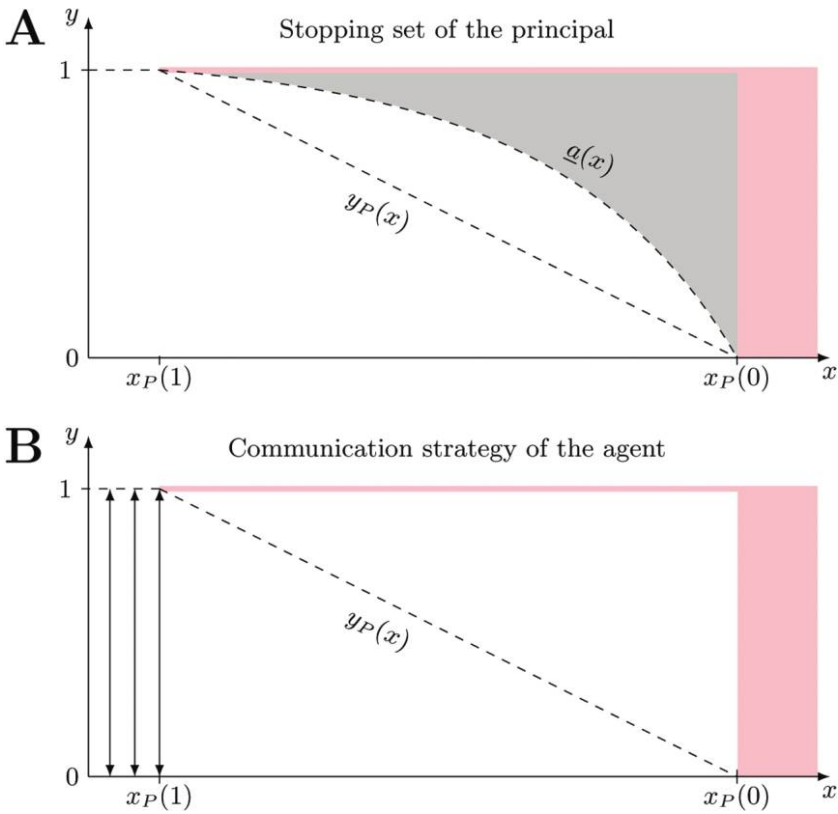 A
y
Stopping set of the principal
1
a(x)
y_P(x)
0
x_P(1)
x_P(0)
x
B
y
Communication strategy of the agent
1
y_P(x)
0
x_P(1)
x_P(0)
x